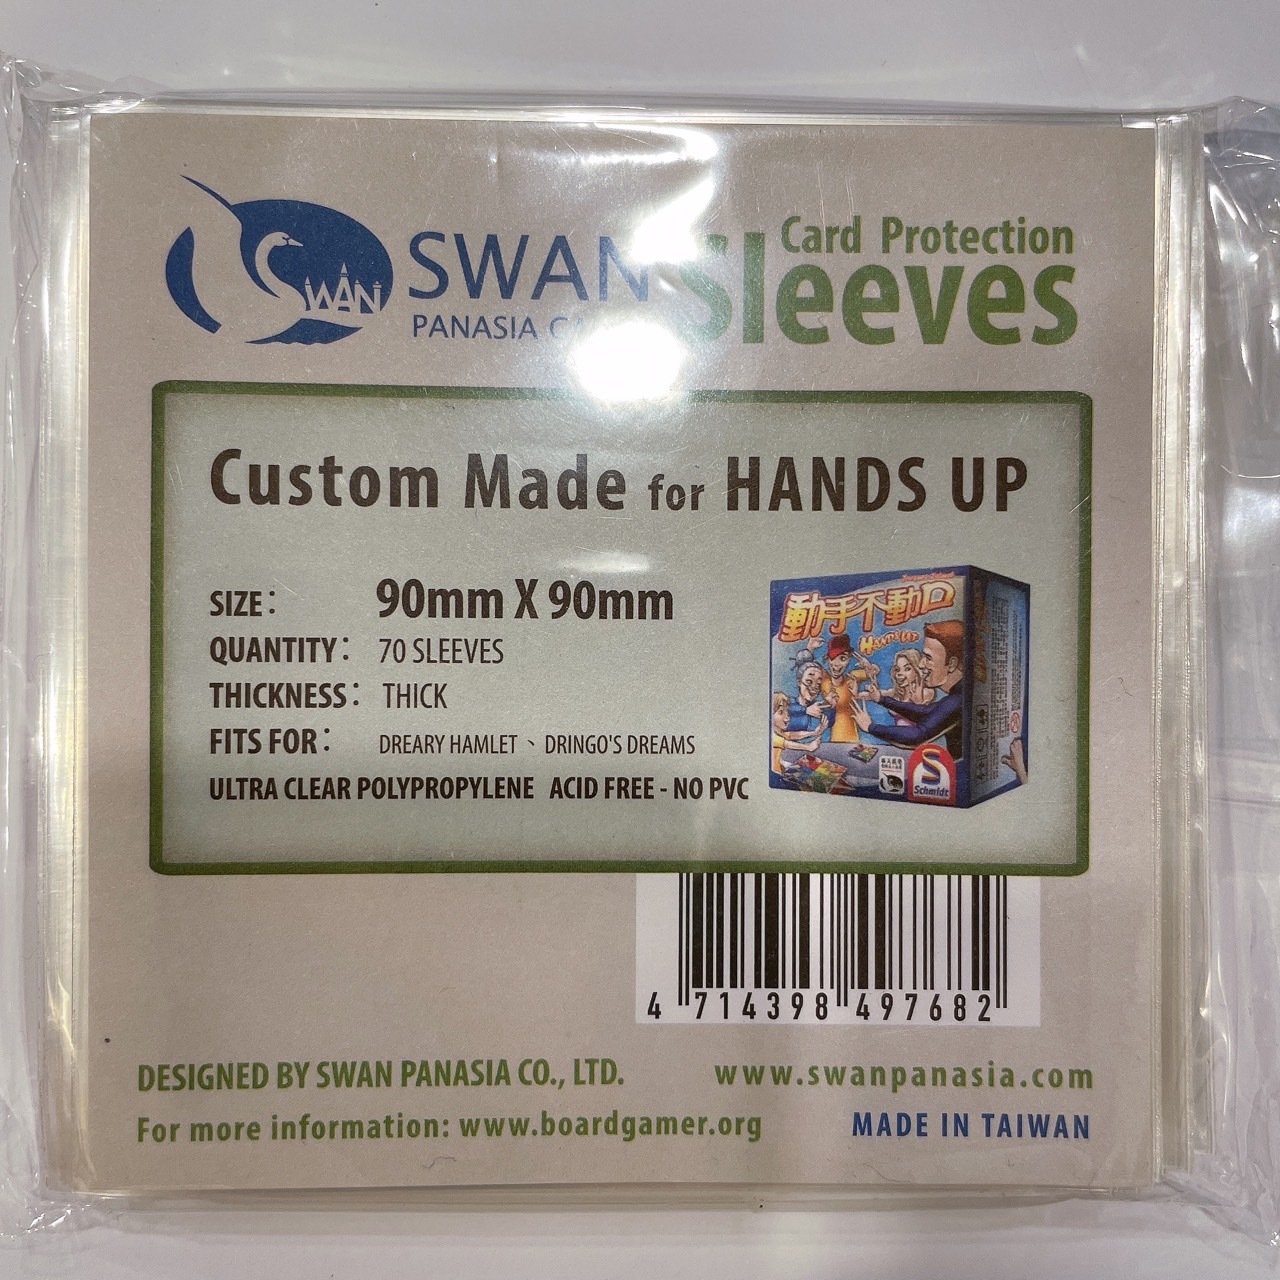 SWAN
SWAN
PANASIA
Card Protection
Sleeves
Custom Made for HANDS UP
SIZE： 90mm X 90mm
QUANTITY： 70 SLEEVES
THICKNESS： THICK
FITS FOR： DREARY HAMLET、DRINGO'S DREAMS
ULTRA CLEAR POLYPROPYLENE ACID FREE - NO PVC
動手不動口
HANDS UP
S
Schmidt
4 714398 497682
DESIGNED BY SWAN PANASIA CO., LTD.
www.swanpanasia.com
For more information: www.boardgamer.org
MADE IN TAIWAN